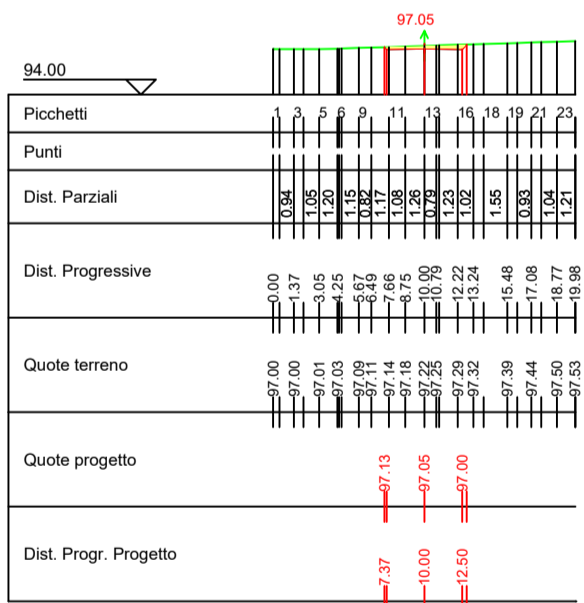 97.05
94.00
Picchetti 1 3 5 6 9 11 13 16 18 19 21 23
Punti
Dist. Parziali 0.94 1.05 1.20 1.15 0.82 1.17 1.08 1.26 0.79 1.23 1.02 1.55 0.93 1.04 1.21
Dist. Progressive 0.00 1.37 3.05 4.25 5.67 6.49 7.66 8.75 10.00 10.79 12.22 13.24 15.48 17.08 18.77 19.98
Quote terreno 97.00 97.00 97.01 97.03 97.09 97.11 97.14 97.18 97.22 97.25 97.29 97.32 97.39 97.44 97.50 97.53
Quote progetto 97.13 97.05 97.00
Dist. Progr. Progetto 7.37 10.00 12.50